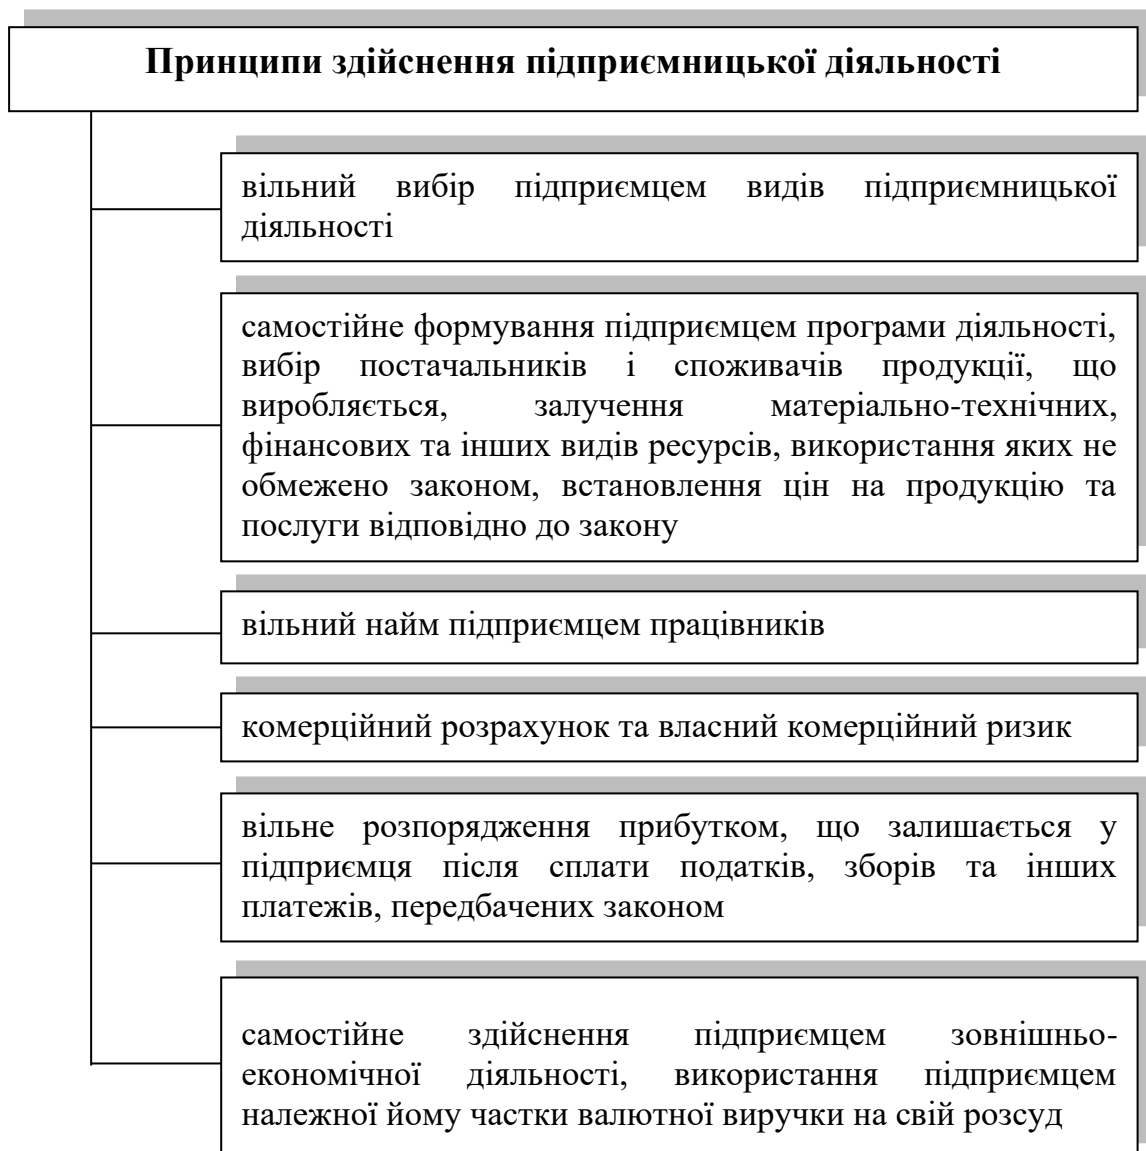 Принципи здійснення підприємницької діяльності
вільний вибір підприємцем видів підприємницької
діяльності
самостійне формування підприємцем програми діяльності,
вибір постачальників і споживачів продукції, що
виробляється, залучення матеріально-технічних,
фінансових та інших видів ресурсів, використання яких не
обмежено законом, встановлення цін на продукцію та
послуги відповідно до закону
вільний найм підприємцем працівників
комерційний розрахунок та власний комерційний ризик
вільне розпорядження прибутком, що залишається у
підприємця після сплати податків, зборів та інших
платежів, передбачених законом
самостійне здійснення підприємцем зовнішньо-
економічної діяльності, використання підприємцем
належної йому частки валютної виручки на свій розсуд